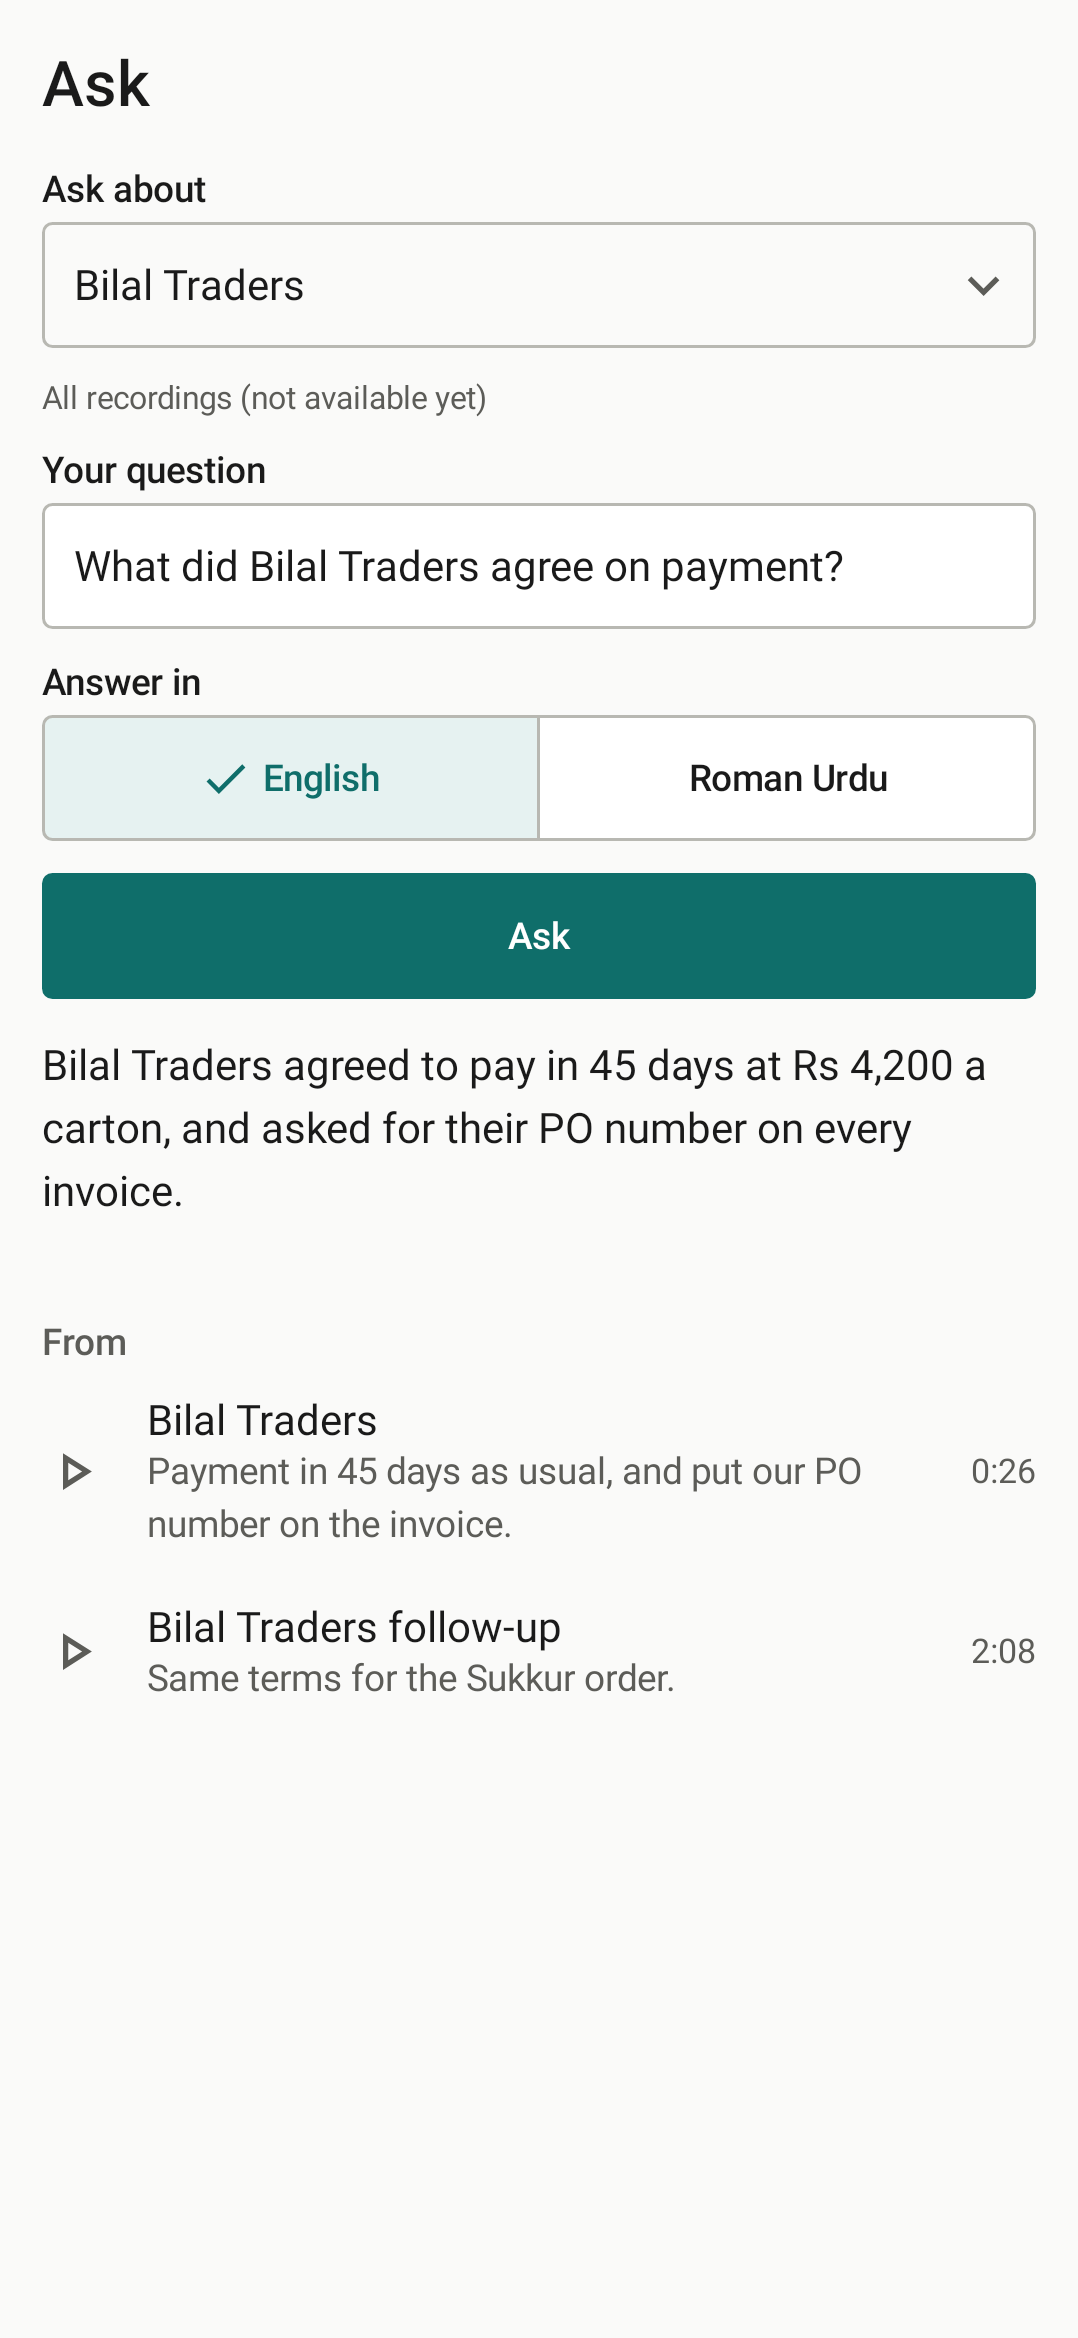 Ask
Ask about
Bilal Traders
All recordings (not available yet)
Your question
What did Bilal Traders agree on payment?
Answer in
English
Roman Urdu
Ask
Bilal Traders agreed to pay in 45 days at Rs 4,200 a
carton, and asked for their PO number on every
invoice.
From
Bilal Traders
Payment in 45 days as usual, and put our PO
number on the invoice.
0:26
Bilal Traders follow-up
Same terms for the Sukkur order.
2:08